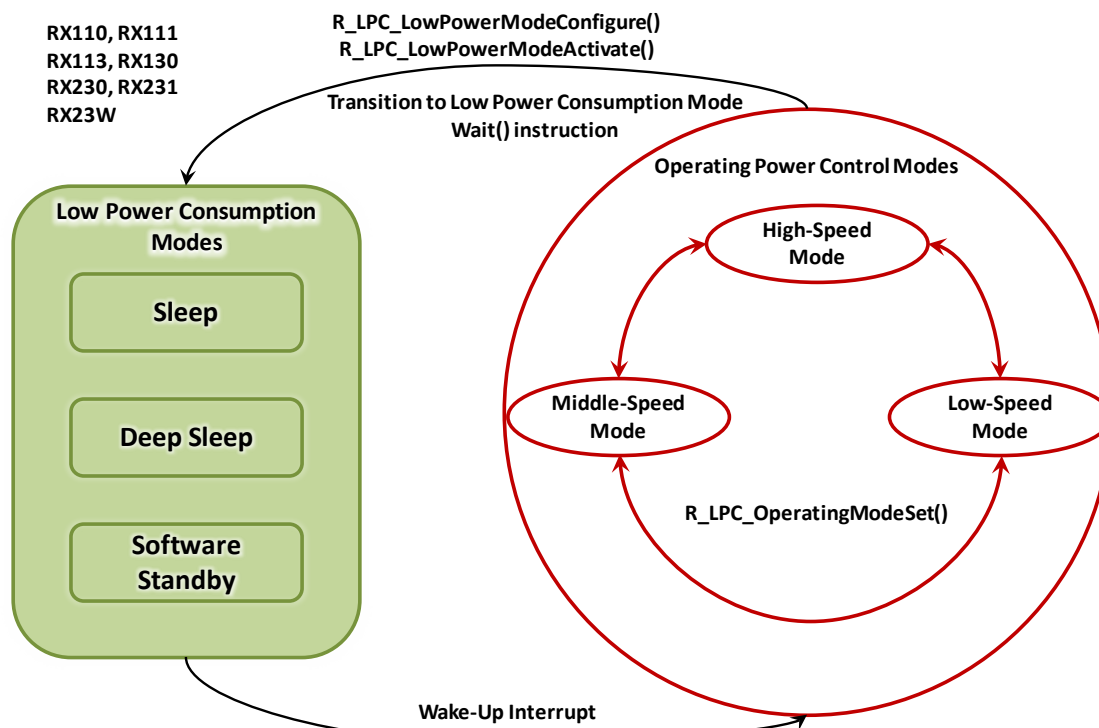 RX110, RX111
RX113, RX130
RX230, RX231
RX23W
R_LPC_LowPowerModeConfigure()
R_LPC_LowPowerModeActivate()
Transition to Low Power Consumption Mode
Wait() instruction
Operating Power Control Modes
Low Power Consumption
Modes
High-Speed
Mode
Sleep
Middle-Speed
Mode
Low-Speed
Mode
Deep Sleep
R_LPC_OperatingModeSet()
Software
Standby
Wake-Up Interrupt